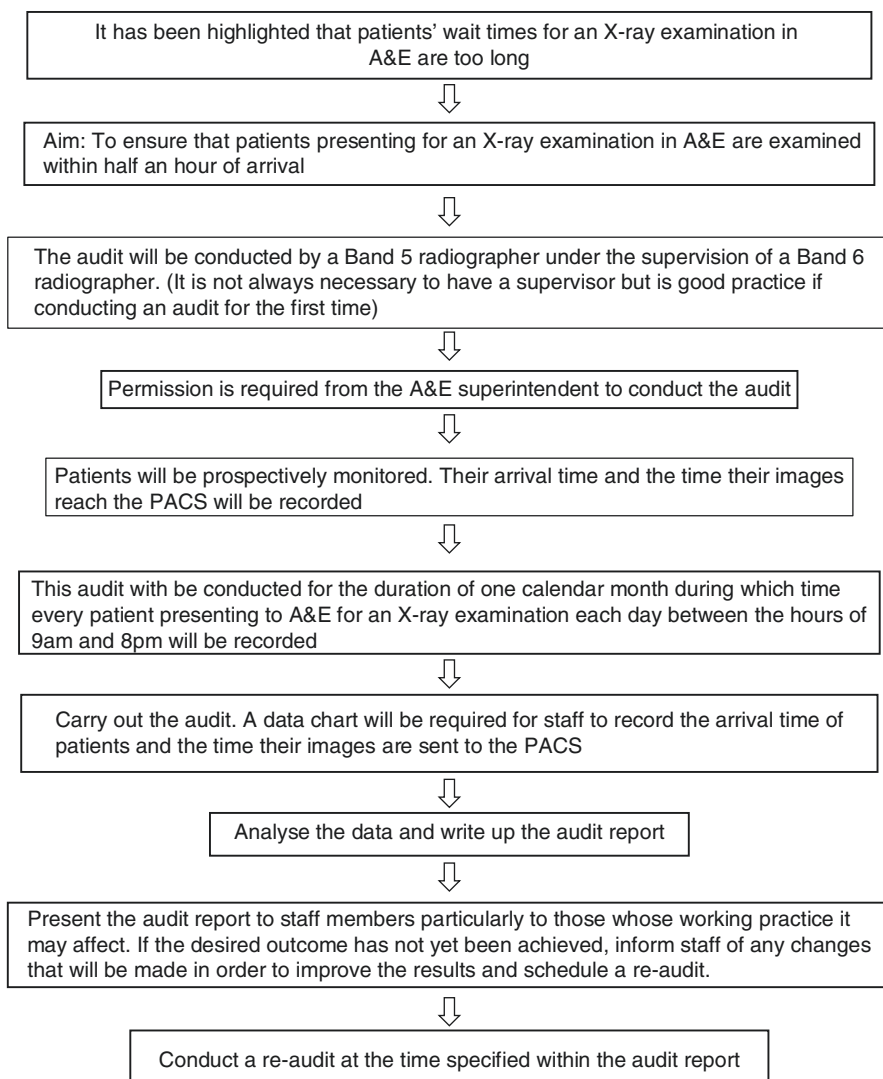 It has been highlighted that patients’ wait times for an X-ray examination in
A&E are too long
Aim: To ensure that patients presenting for an X-ray examination in A&E are examined
within half an hour of arrival
The audit will be conducted by a Band 5 radiographer under the supervision of a Band 6
radiographer. (It is not always necessary to have a supervisor but is good practice if
conducting an audit for the first time)
Permission is required from the A&E superintendent to conduct the audit
Patients will be prospectively monitored. Their arrival time and the time their images
reach the PACS will be recorded
This audit with be conducted for the duration of one calendar month during which time
every patient presenting to A&E for an X-ray examination each day between the hours of
9am and 8pm will be recorded
Carry out the audit. A data chart will be required for staff to record the arrival time of
patients and the time their images are sent to the PACS
Analyse the data and write up the audit report
Present the audit report to staff members particularly to those whose working practice it
may affect. If the desired outcome has not yet been achieved, inform staff of any changes
that will be made in order to improve the results and schedule a re-audit.
Conduct a re-audit at the time specified within the audit report